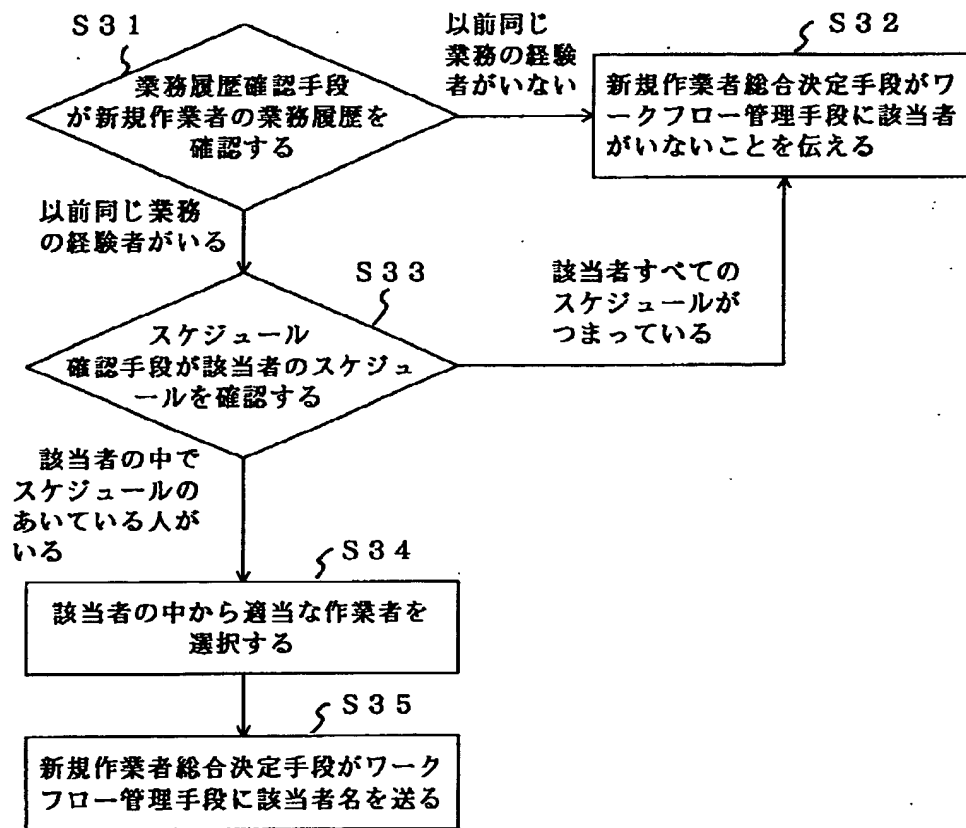 S31
業務履歴確認手段
が新規作業者の業務履歴を
確認する
以前同じ
業務の経験
者がいない
S32
新規作業者総合決定手段がワ
ークフロー管理手段に該当者
がいないことを伝える
以前同じ業務
の経験者がいる
S33
スケジュール
確認手段が該当者のスケジュ
ールを確認する
該当者すべての
スケジュールが
つまっている
該当者の中で
スケジュールの
あいている人が
いる
S34
該当者の中から適当な作業者を
選択する
S35
新規作業者総合決定手段がワーク
フロー管理手段に該当者名を送る